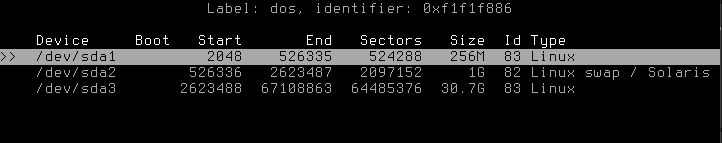 Label: dos, identifier: 0xf1f1f886
Device Boot Start End Sectors Size Id Type
>> /dev/sda1 2048 526335 524288 256M 83 Linux
/dev/sda2 526336 2623487 2097152 1G 82 Linux swap / Solaris
/dev/sda3 2623488 67108863 64485376 30.7G 83 Linux